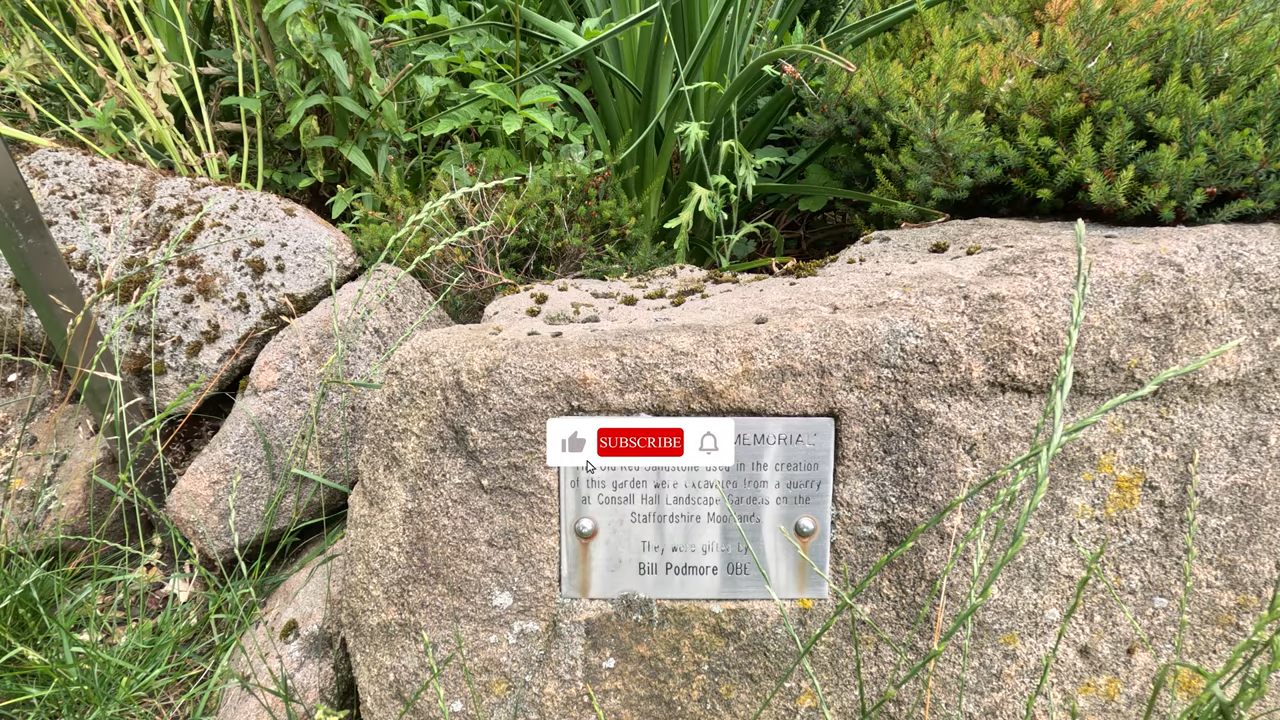 SUBSCRIBE
MEMORIAL
Old Red Sandstone used in the creation
of this garden were excavated from a quarry
at Consall Hall Landscape Gardens on the
Staffordshire Moorlands
They were gifted by
Bill Podmore OBE